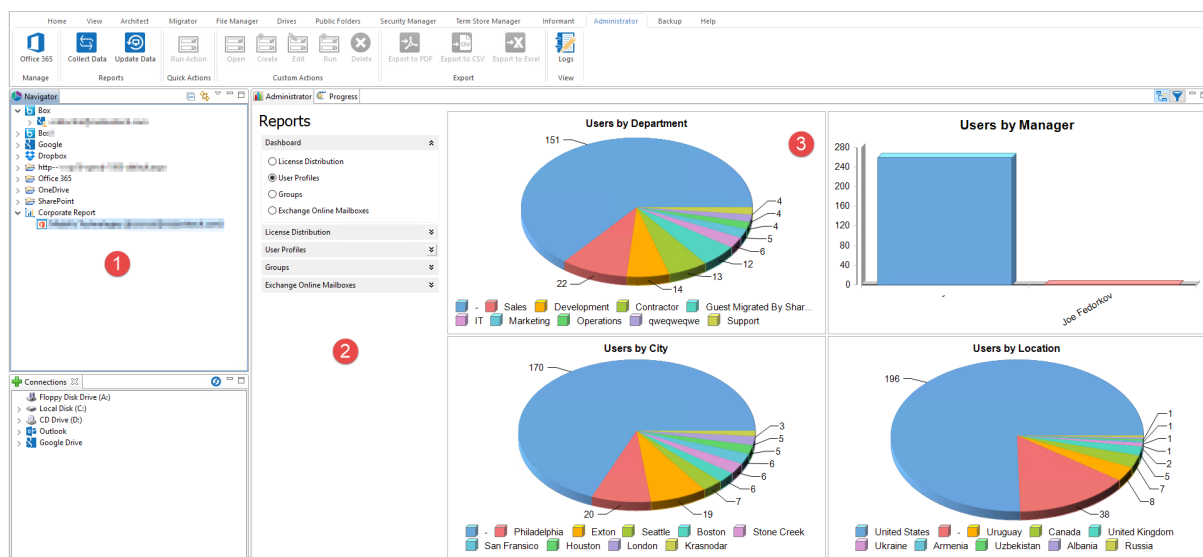 Home View Architect Migrator File Manager Drives Public Folders Security Manager Term Store Manager Informant Administrator Backup Help
Office 365 Collect Data Update Data Run Action Open Create Edit Run Delete Export to PDF Export to CSV Export to Excel Logs
Manage Reports Quick Actions Custom Actions Export View
Navigator
Box
Box
Google
Dropbox
http--
Office 365
OneDrive
SharePoint
Corporate Report
1
Connections
Floppy Disk Drive (A:)
Local Disk (C:)
CD Drive (D:)
Outlook
Google Drive
Administrator Progress
Reports
Dashboard
License Distribution
User Profiles
Groups
Exchange Online Mailboxes
License Distribution
User Profiles
Groups
Exchange Online Mailboxes
2
Users by Department
3
151
4
4
4
5
6
12
13
14
22
- Sales Development Contractor Guest Migrated By Shar...
IT Marketing Operations qweqweqwe Support
Users by Manager
280
240
200
160
120
80
40
0
-
Joe Fedorkov
Users by City
170
3
5
5
6
6
6
7
19
20
- Philadelphia Exton Seattle Boston Stone Creek
San Fransico Houston London Krasnodar
Users by Location
196
1
1
1
1
2
5
7
8
38
United States - Uruguay Canada United Kingdom
Ukraine Armenia Uzbekistan Albania Russia